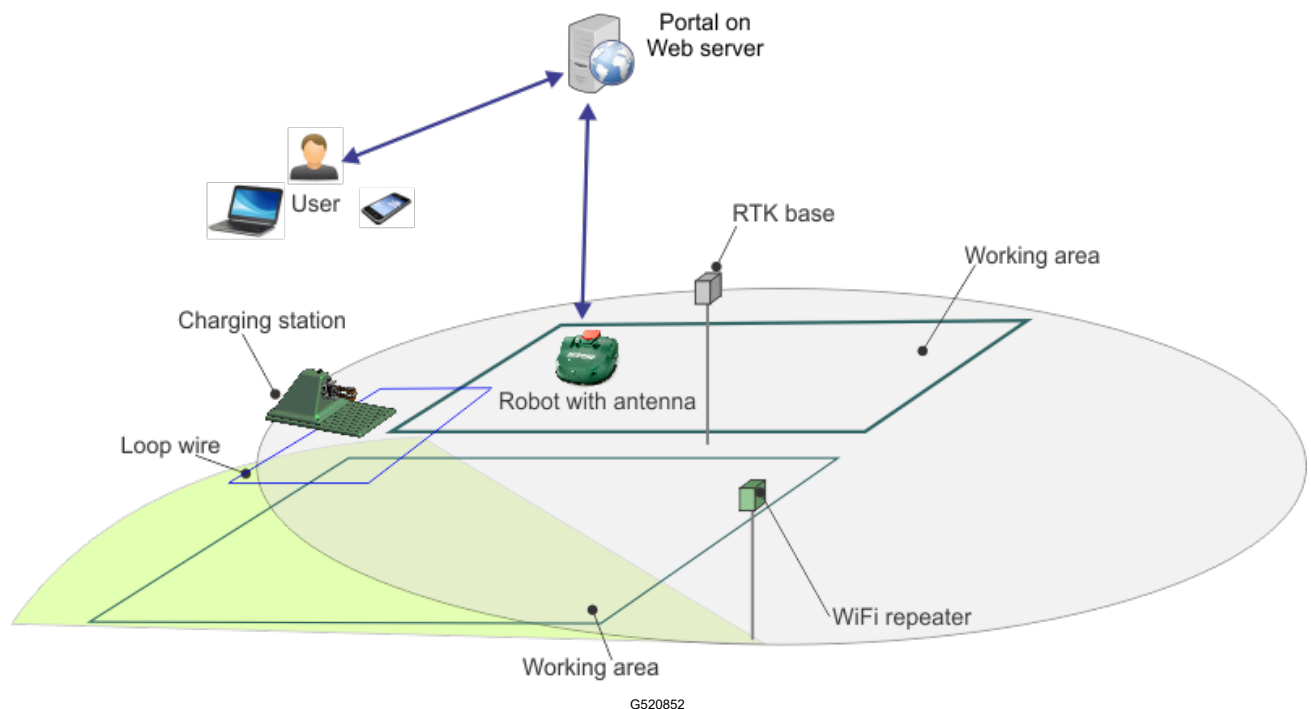 Portal on
Web server
User
RTK base
Working area
Charging station
Robot with antenna
Loop wire
WiFi repeater
Working area
G520852